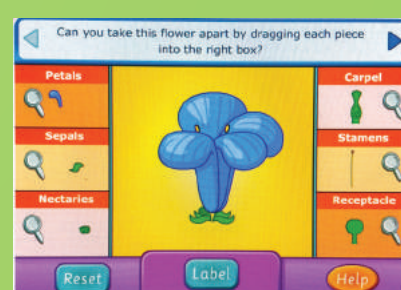 Can you take this flower apart by dragging each piece
into the right box?
Petals
Sepals
Nectaries
Carpel
Stamens
Receptacle
Reset
Label
Help